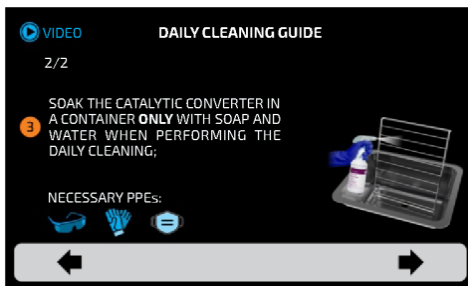 VIDEO
DAILY CLEANING GUIDE
2/2
3
SOAK THE CATALYTIC CONVERTER IN
A CONTAINER ONLY WITH SOAP AND
WATER WHEN PERFORMING THE
DAILY CLEANING;
NECESSARY PPEs: